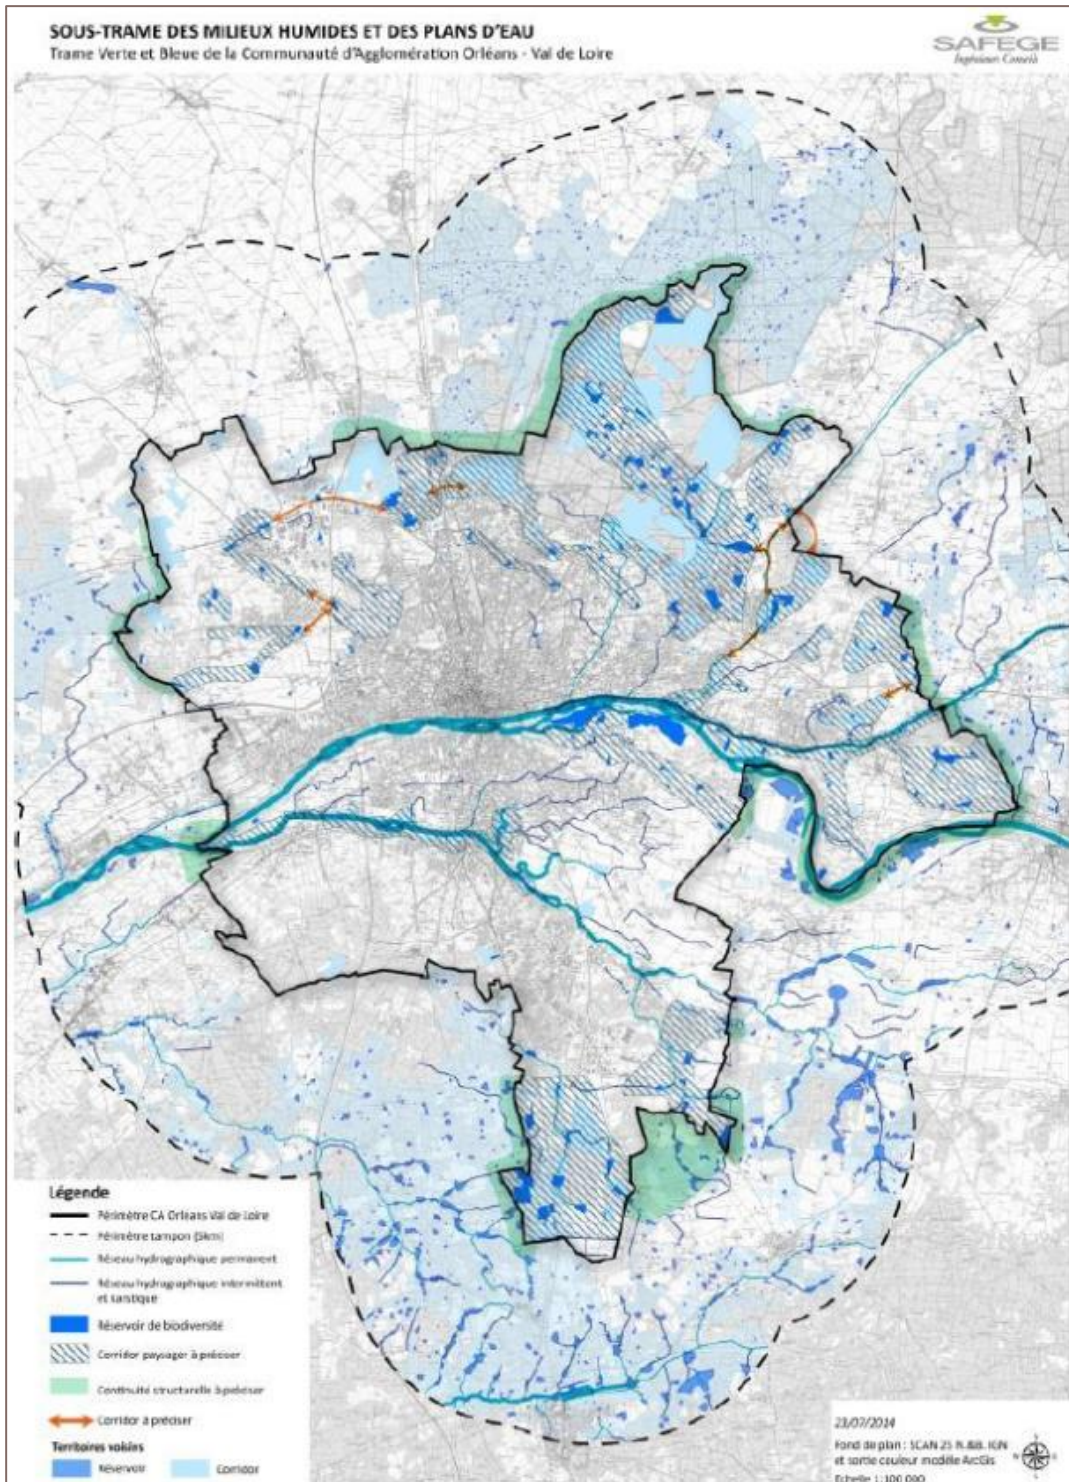 SOUS-TRAME DES MILIEUX HUMIDES ET DES PLANS D'EAU
Trame Verte et Bleue de la Communauté d'Agglomération Orléans - Val de Loire
SAFEGE
Ingénieurs Conseils
Légende
Périmètre CA Orléans Val de Loire
Périmètre tampon (5km)
Réseau hydrographique permanent
Réseau hydrographique intermittent
et karstique
Réservoir de biodiversité
Corridor paysager à préciser
Continuité structurelle à préciser
Corridor à préciser
Territoires voisins
Réservoir
Corridor
23/07/2014
Fond de plan : SCAN 25 N&B, IGN
et sortie couleur modèle ArcGis
Echelle 1:100 000